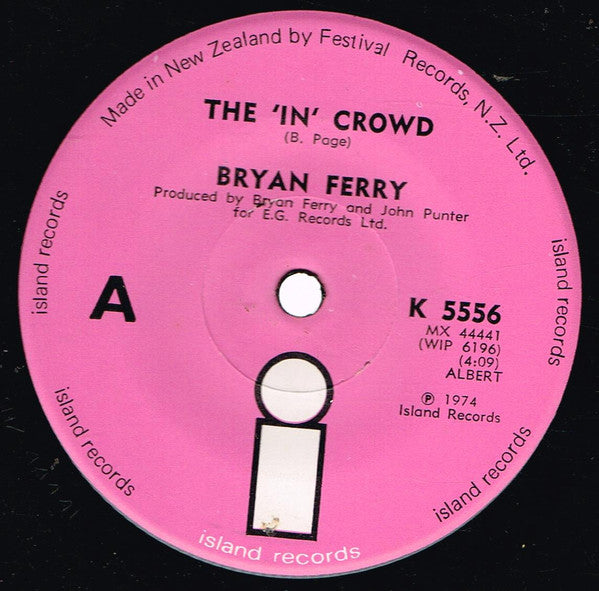 Made in New Zealand by Festival Records, N.Z. Ltd.
THE 'IN' CROWD
(B. Page)
BRYAN FERRY
Produced by Bryan Ferry and John Punter
for E.G. Records Ltd.
A
K 5556
MX 44441
(WIP 6196)
(4:09)
ALBERT
℗ 1974
Island Records
island records
island records
island records
island records
island records